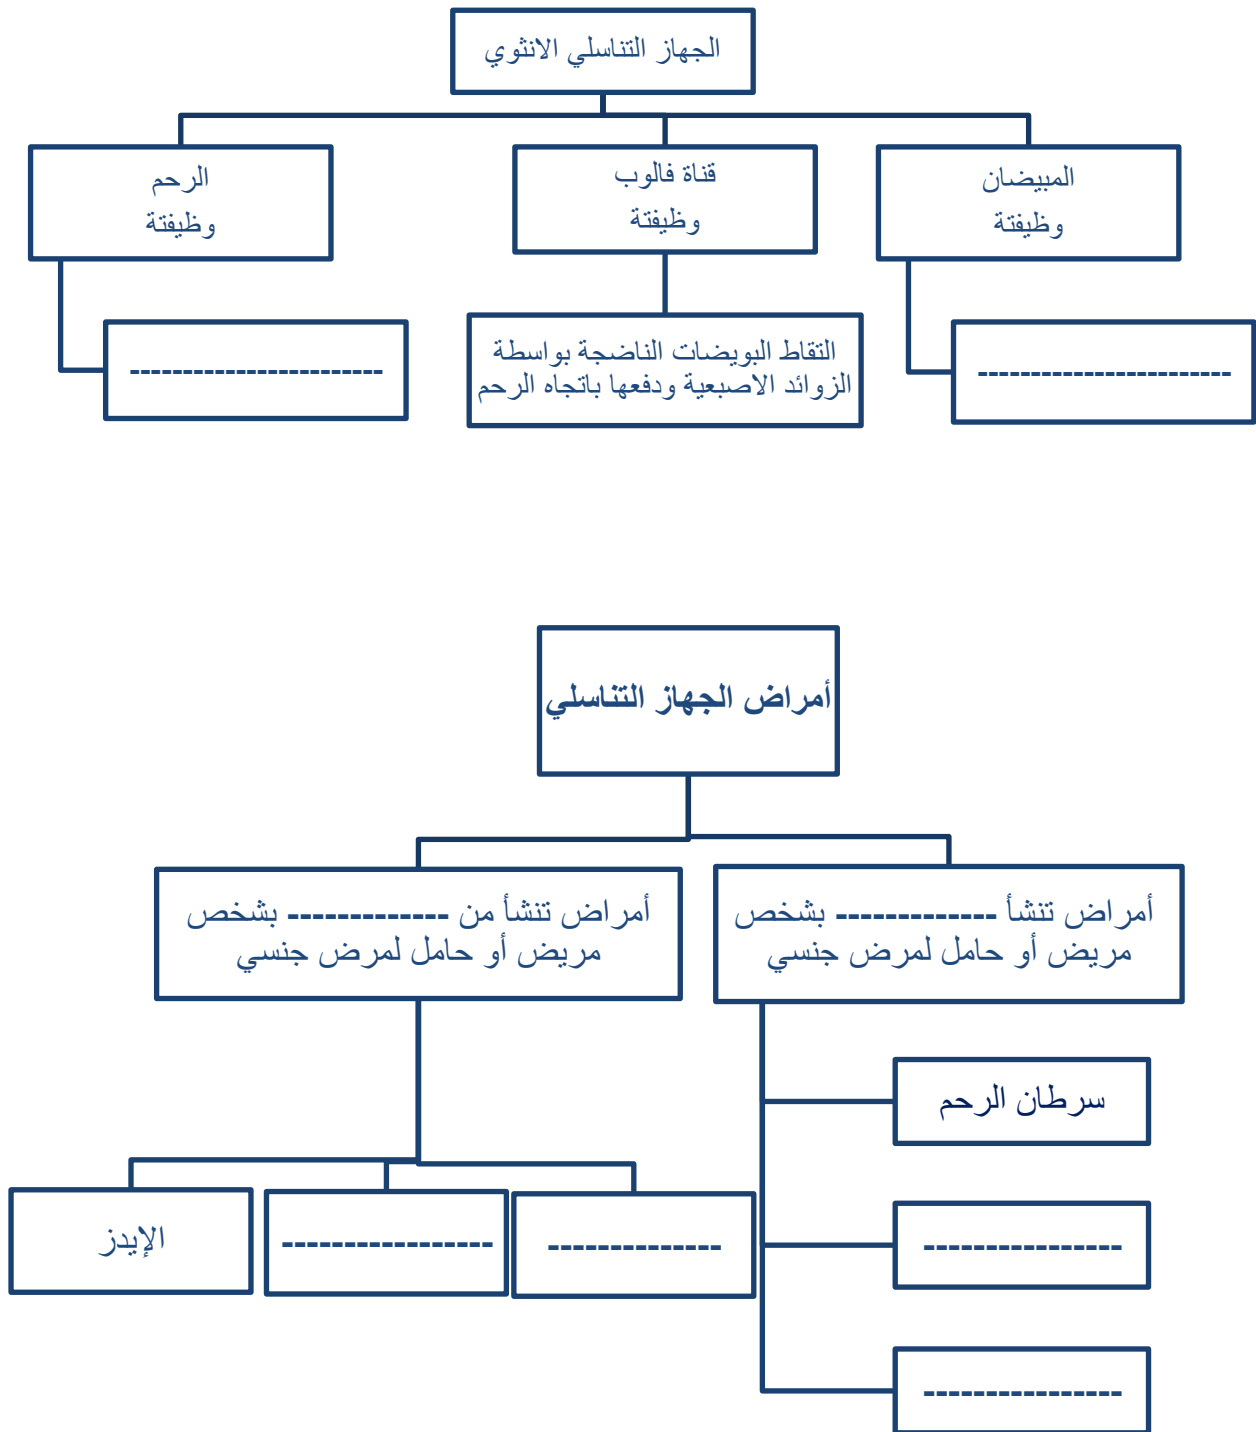 الجهاز التناسلي الانثوي
المبيضان
وظيفتة
قناة فالوب
وظيفتة
الرحم
وظيفتة
------------------------
التقاط البويضات الناضجة بواسطة
الزوائد الاصبعية ودفعها باتجاه الرحم
------------------------
أمراض الجهاز التناسلي
أمراض تنشأ ------------- بشخص
مريض أو حامل لمرض جنسي
أمراض تنشأ من ------------- بشخص
مريض أو حامل لمرض جنسي
سرطان الرحم
----------------
----------------
--------------
-----------------
الإيدز